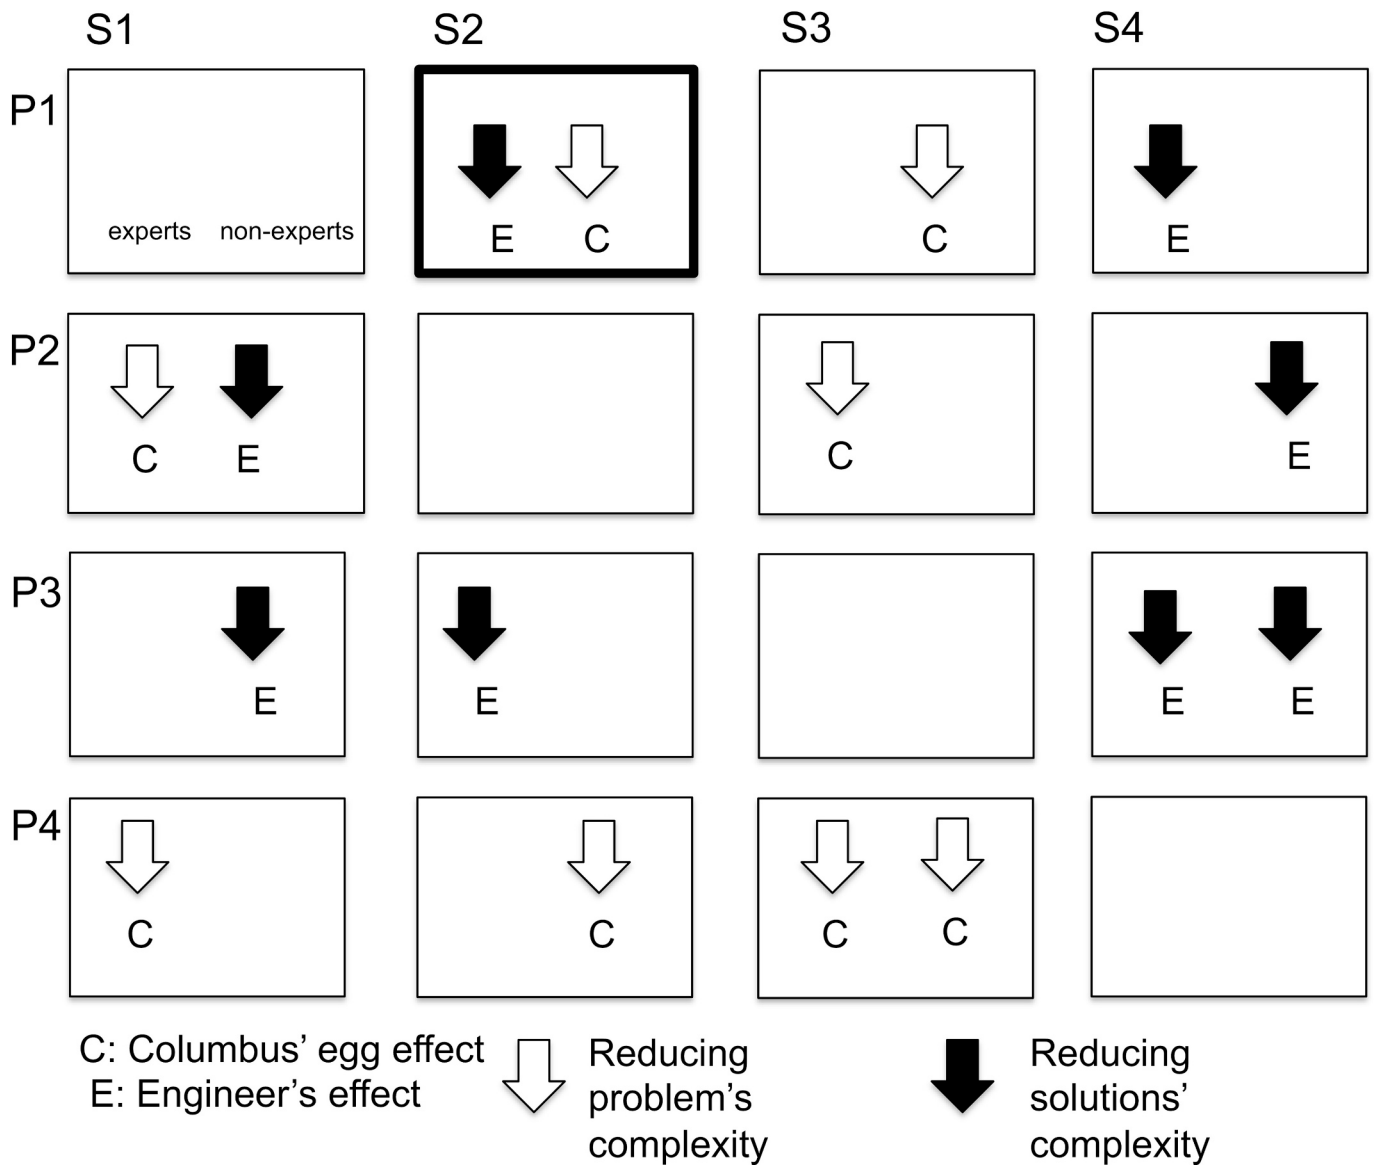 S1 S2 S3 S4
P1
E C C E
experts non-experts
P2
C E C E
P3
E E E E
P4
C C C C
C: Columbus' egg effect
E: Engineer's effect
Reducing
problem's
complexity
Reducing
solutions'
complexity